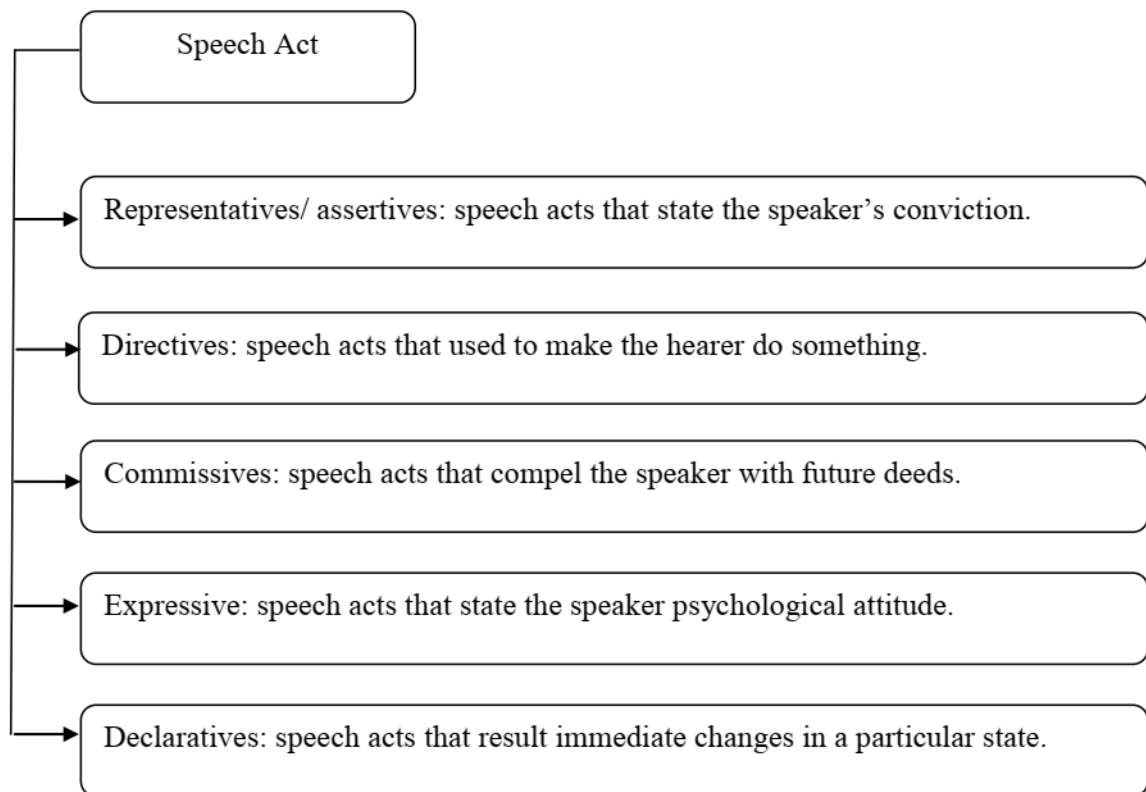 Speech Act
Representatives/ assertives: speech acts that state the speaker’s conviction.
Directives: speech acts that used to make the hearer do something.
Commissives: speech acts that compel the speaker with future deeds.
Expressive: speech acts that state the speaker psychological attitude.
Declaratives: speech acts that result immediate changes in a particular state.